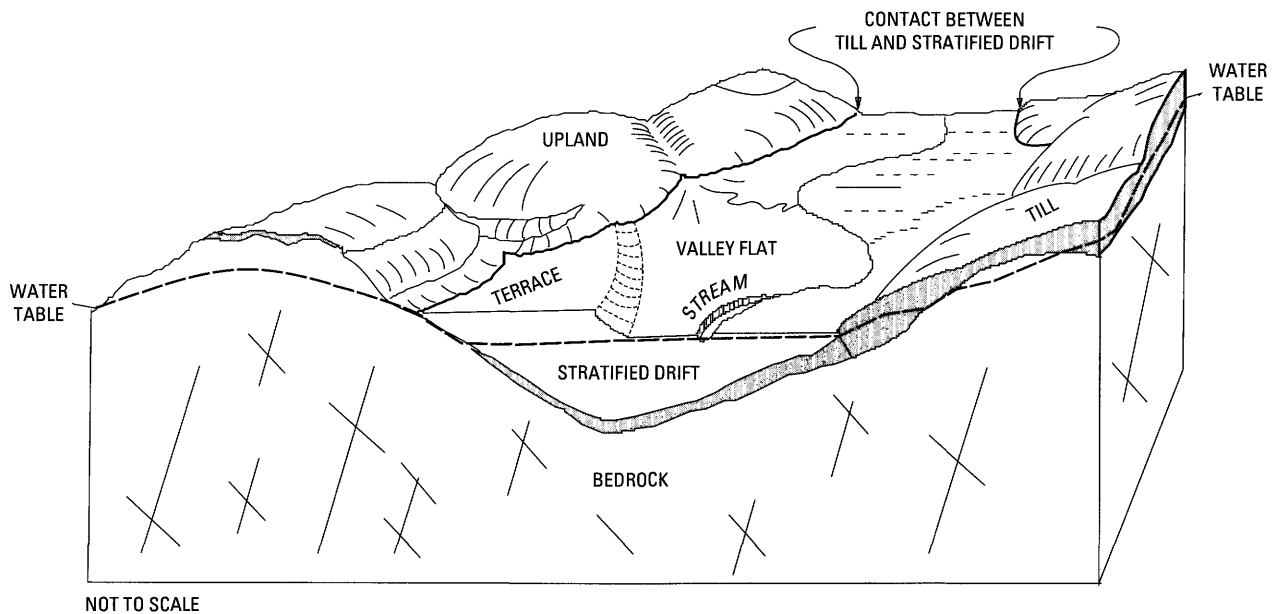 CONTACT BETWEEN
TILL AND STRATIFIED DRIFT
WATER
TABLE
UPLAND
TILL
VALLEY FLAT
TERRACE
STREAM
WATER
TABLE
STRATIFIED DRIFT
BEDROCK
NOT TO SCALE